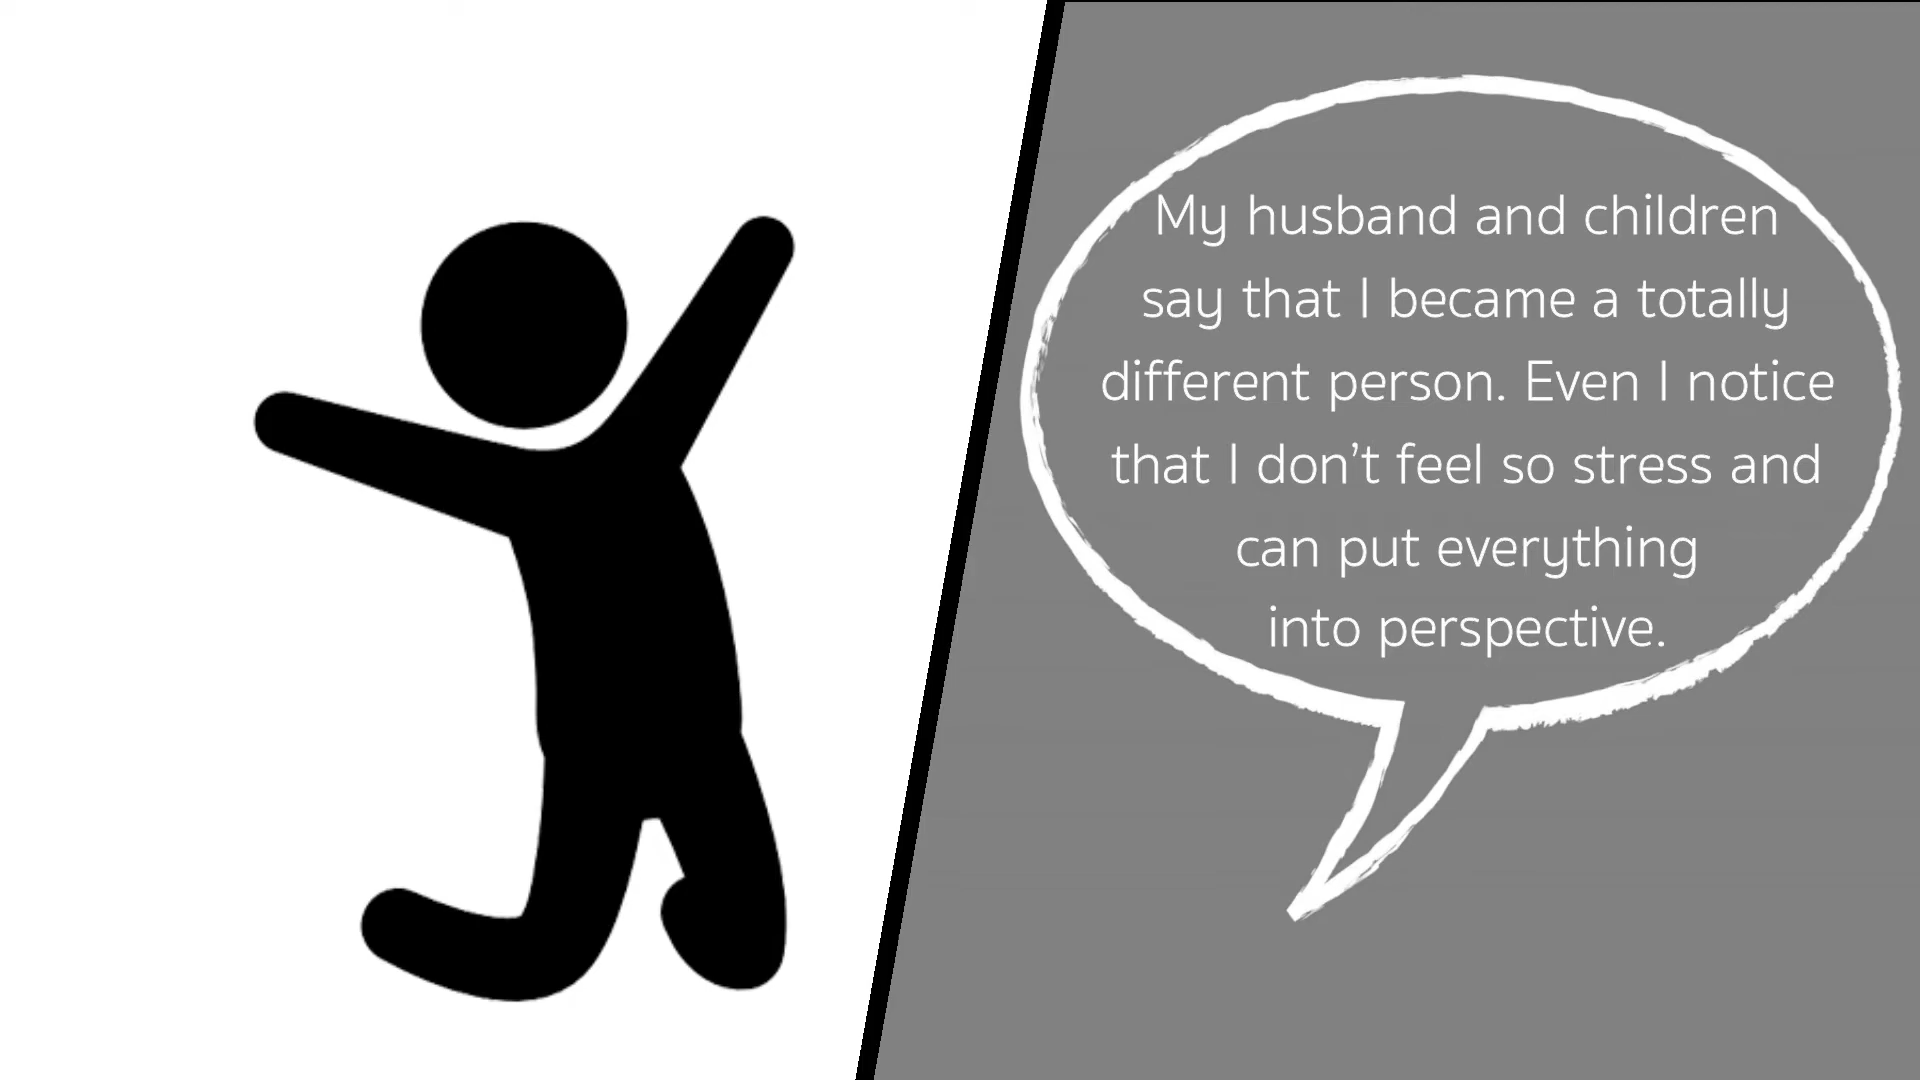 My husband and children
say that I became a totally
different person. Even I notice
that I don’t feel so stress and
can put everything
into perspective.